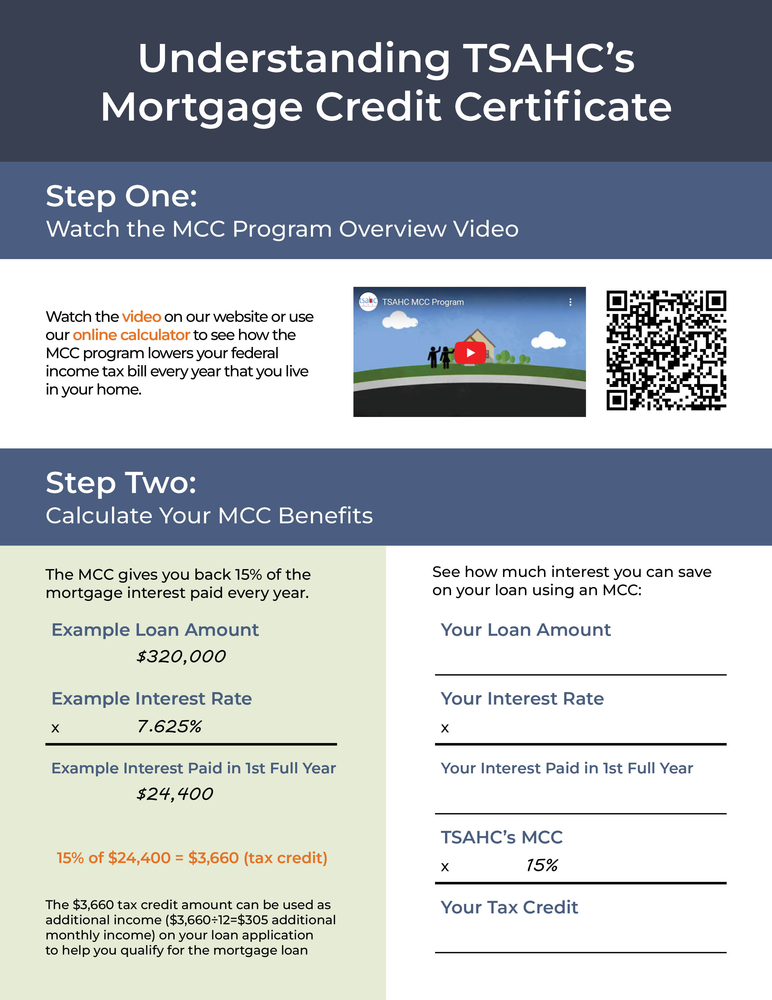 Understanding TSAHC’s
Mortgage Credit Certificate
Step One:
Watch the MCC Program Overview Video
Watch the video on our website or use
our online calculator to see how the
MCC program lowers your federal
income tax bill every year that you live
in your home.
tsahc
TSAHC MCC Program
Step Two:
Calculate Your MCC Benefits
The MCC gives you back 15% of the
mortgage interest paid every year.
Example Loan Amount
$320,000
Example Interest Rate
x 7.625%
Example Interest Paid in 1st Full Year
$24,400
15% of $24,400 = $3,660 (tax credit)
The $3,660 tax credit amount can be used as
additional income ($3,660÷12=$305 additional
monthly income) on your loan application
to help you qualify for the mortgage loan
See how much interest you can save
on your loan using an MCC:
Your Loan Amount
Your Interest Rate
x
Your Interest Paid in 1st Full Year
TSAHC’s MCC
x 15%
Your Tax Credit